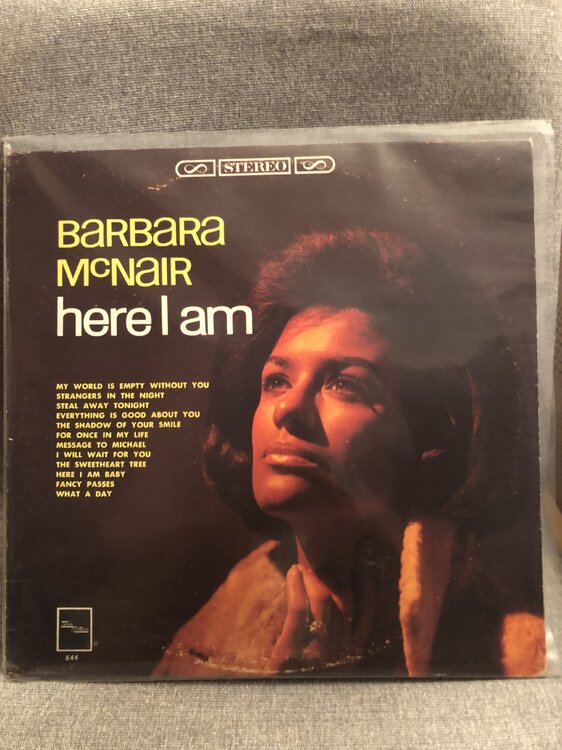 STEREO
BARBARA
McNAIR
here I am
MY WORLD IS EMPTY WITHOUT YOU
STRANGERS IN THE NIGHT
STEAL AWAY TONIGHT
EVERYTHING IS GOOD ABOUT YOU
THE SHADOW OF YOUR SMILE
FOR ONCE IN MY LIFE
MESSAGE TO MICHAEL
I WILL WAIT FOR YOU
THE SWEETHEART TREE
HERE I AM BABY
FANCY PASSES
WHAT A DAY
644